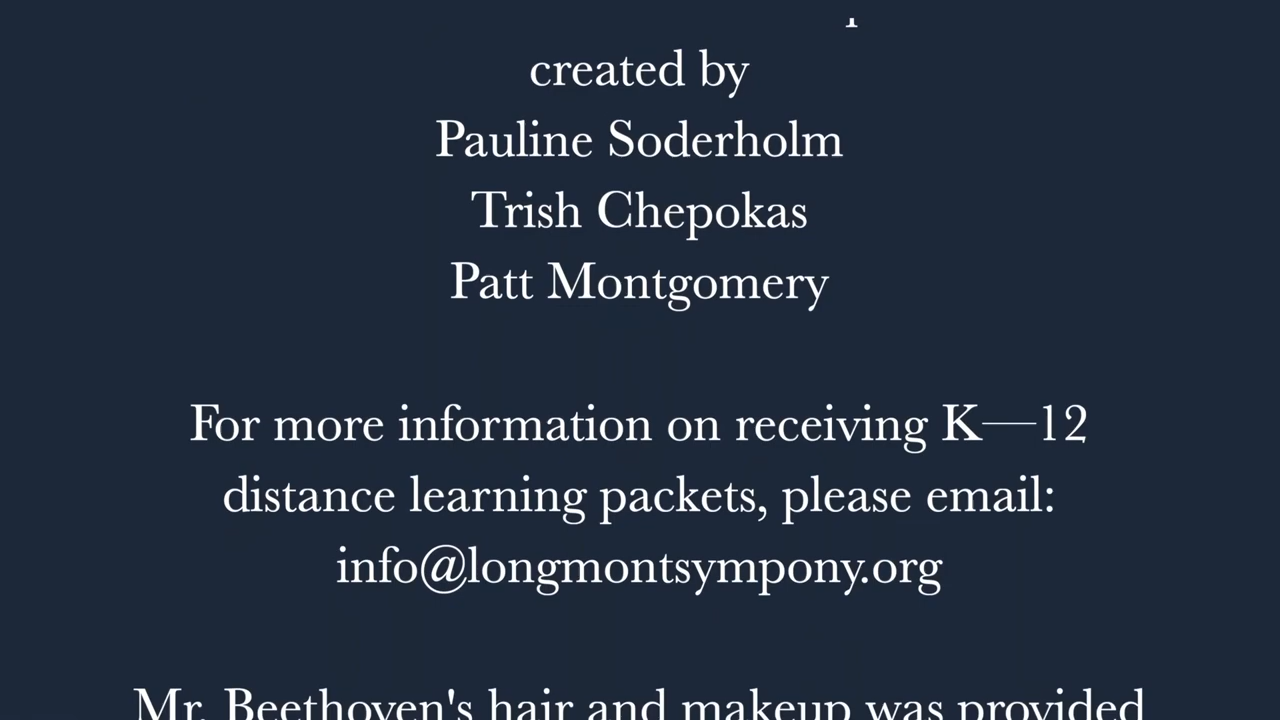 created by
Pauline Soderholm
Trish Chepokas
Patt Montgomery
For more information on receiving K—12
distance learning packets, please email:
info@longmontsympony.org
Mr. Beethoven's hair and makeup was provided